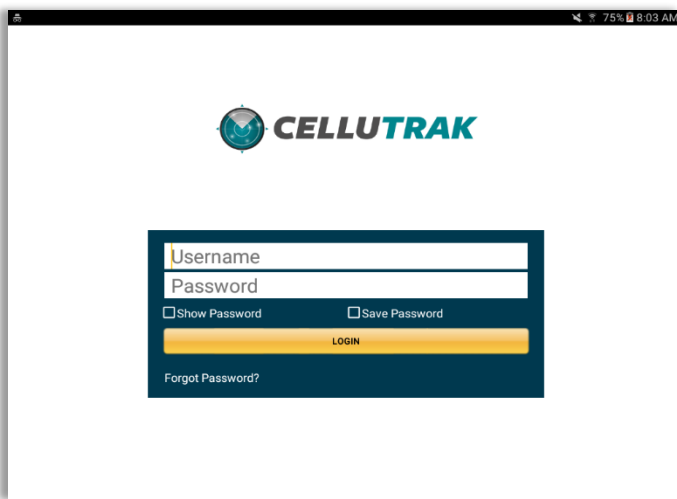 75% 8:03 AM
CELLUTRAK
Username
Password
Show Password Save Password
LOGIN
Forgot Password?